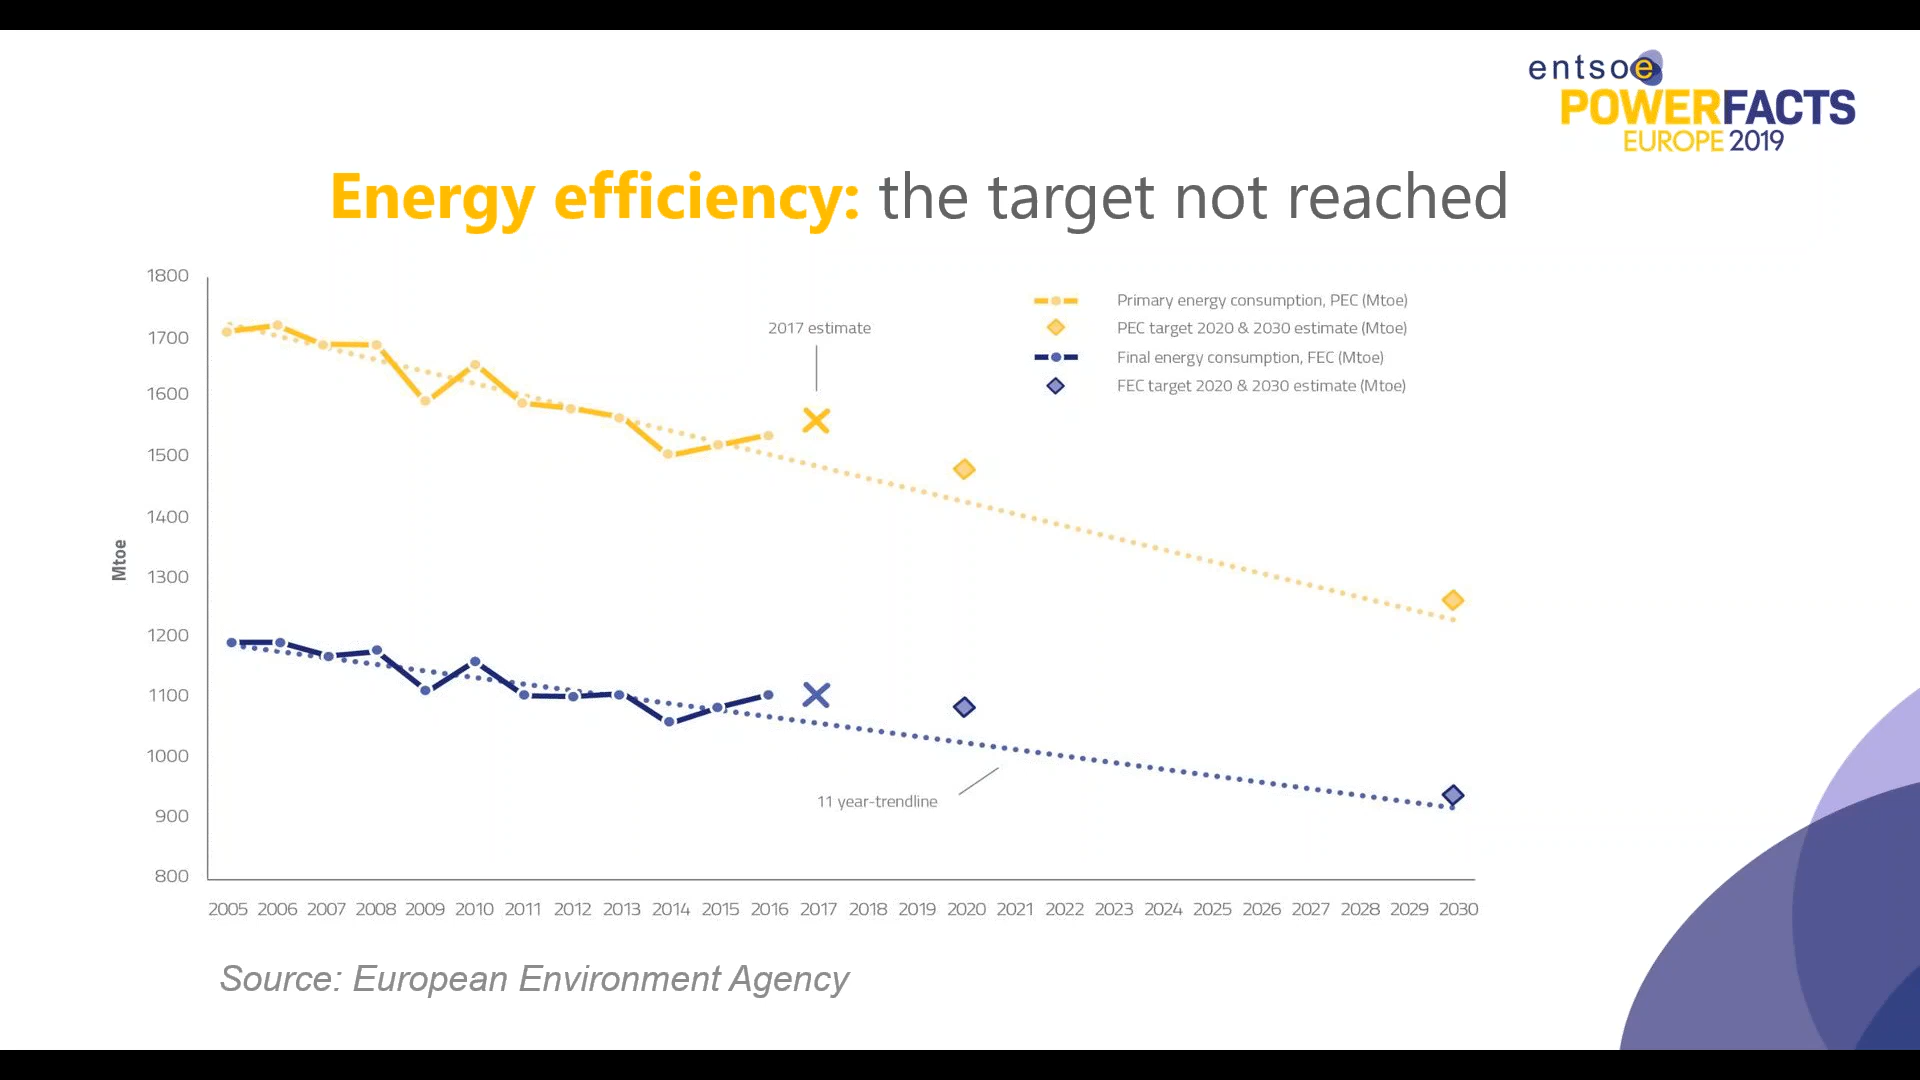 entsoe
POWERFACTS
EUROPE 2019
Energy efficiency: the target not reached
1800
1700
1600
1500
1400
1300
1200
1100
1000
900
800
Mtoe
2017 estimate
Primary energy consumption, PEC (Mtoe)
PEC target 2020 & 2030 estimate (Mtoe)
Final energy consumption, FEC (Mtoe)
FEC target 2020 & 2030 estimate (Mtoe)
11 year-trendline
2005 2006 2007 2008 2009 2010 2011 2012 2013 2014 2015 2016 2017 2018 2019 2020 2021 2022 2023 2024 2025 2026 2027 2028 2029 2030
Source: European Environment Agency